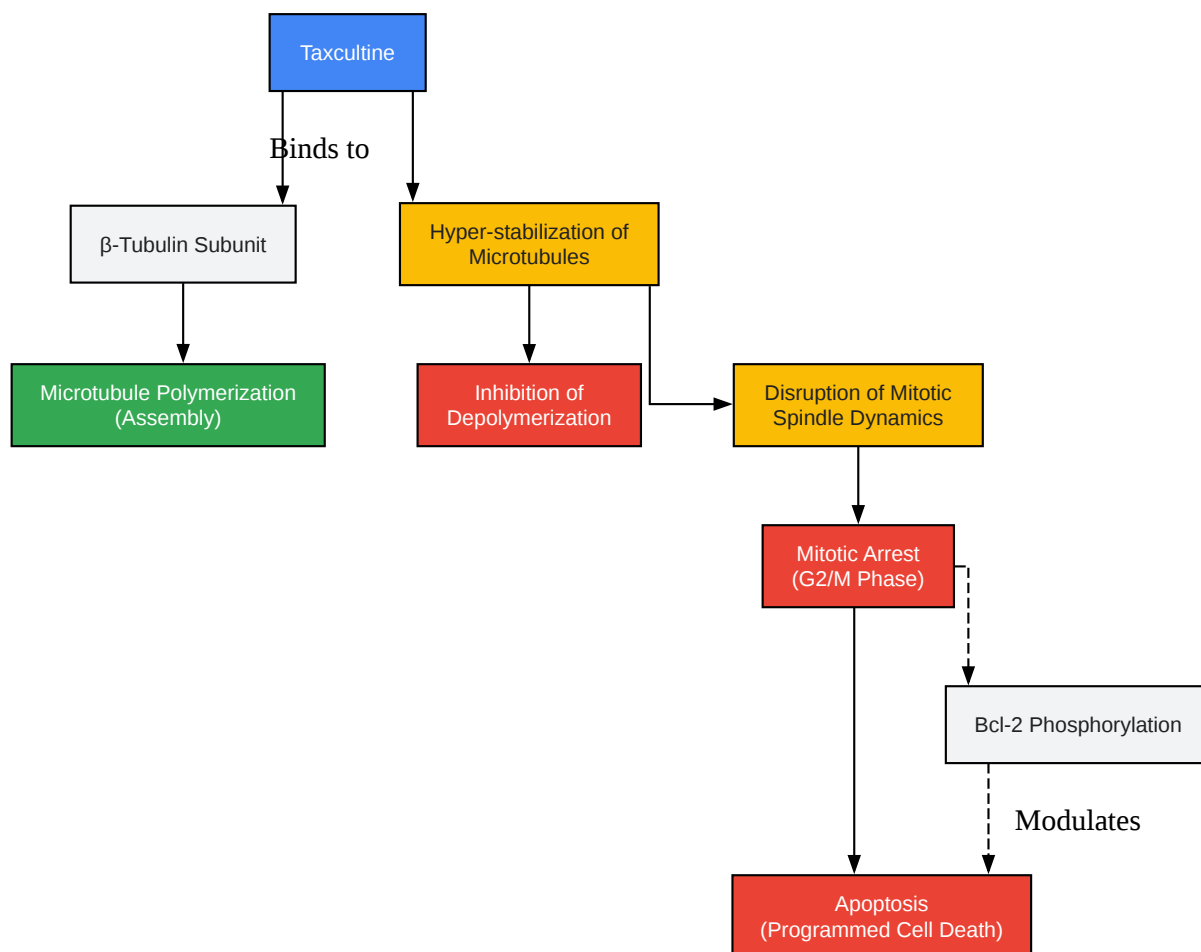 Taxcultine
Binds to
β-Tubulin Subunit
Hyper-stabilization of
Microtubules
Microtubule Polymerization
(Assembly)
Inhibition of
Depolymerization
Disruption of Mitotic
Spindle Dynamics
Mitotic Arrest
(G2/M Phase)
Bcl-2 Phosphorylation
Modulates
Apoptosis
(Programmed Cell Death)